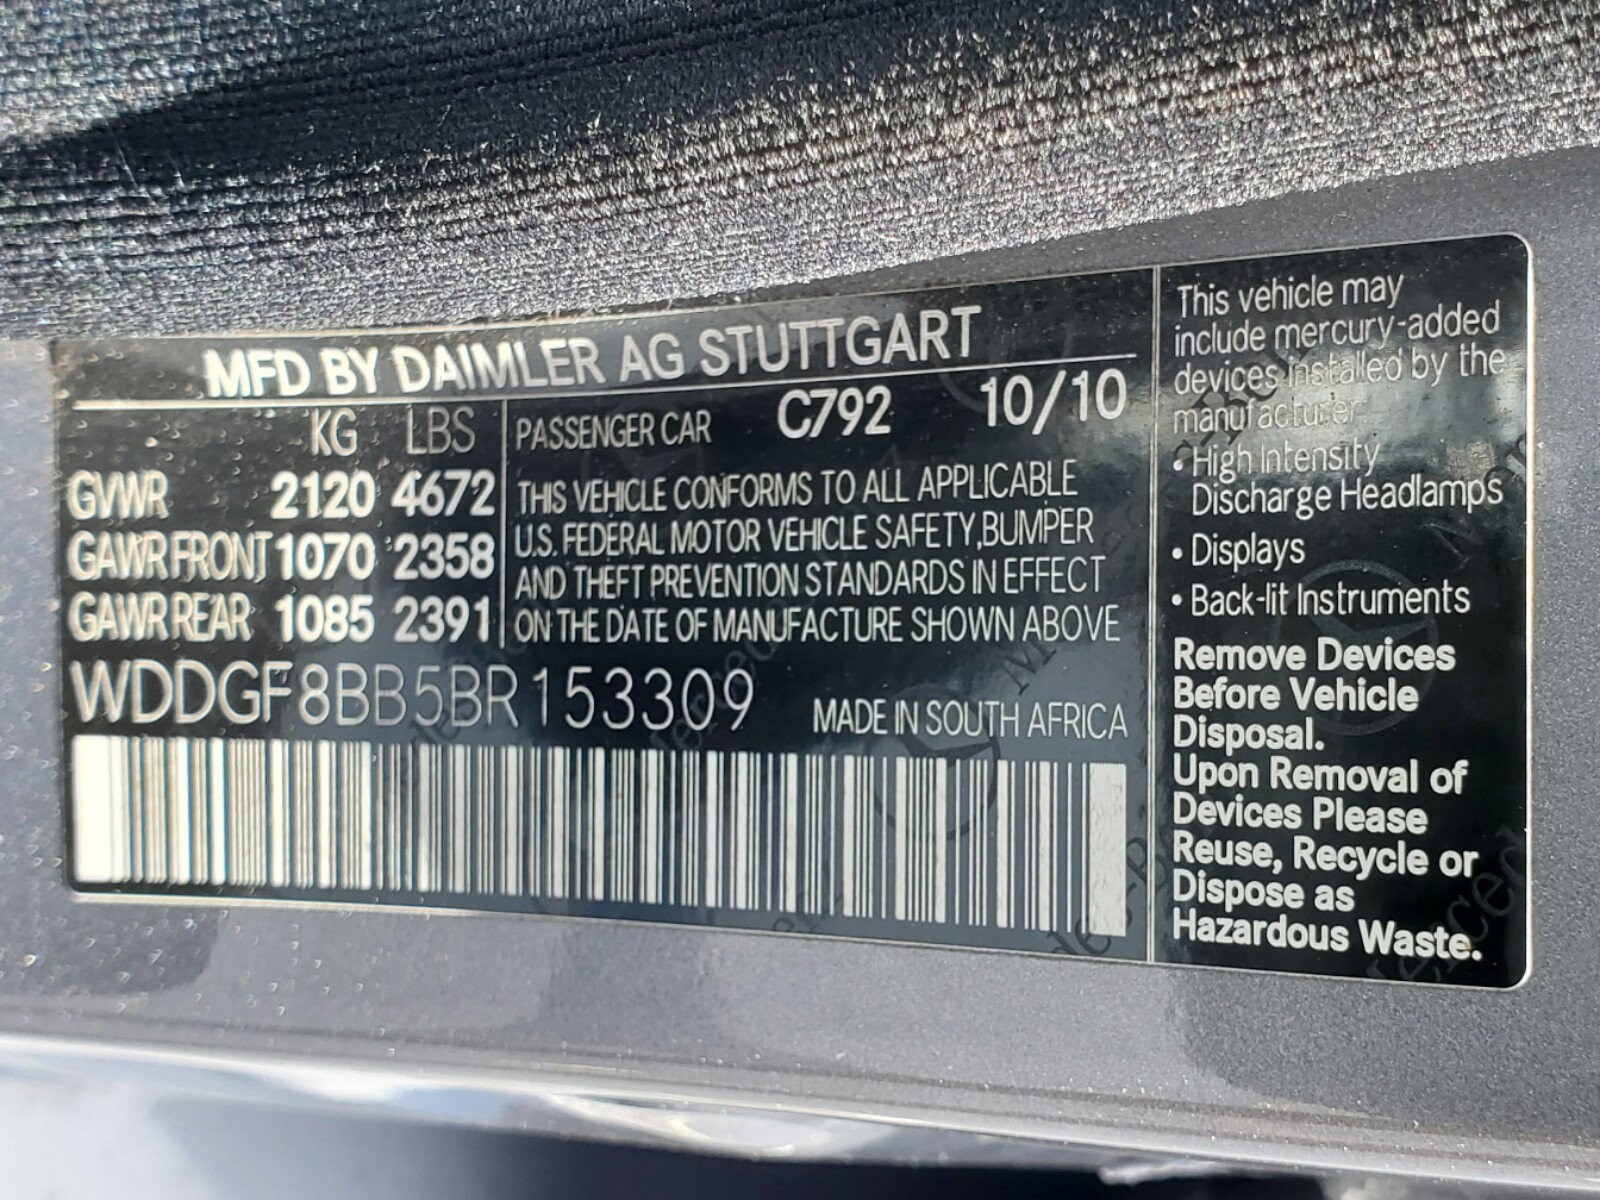 MFD BY DAIMLER AG STUTTGART
KG LBS
GVWR 2120 4672
GAWR FRONT 1070 2358
GAWR REAR 1085 2391
PASSENGER CAR C792 10/10
THIS VEHICLE CONFORMS TO ALL APPLICABLE
U.S. FEDERAL MOTOR VEHICLE SAFETY,BUMPER
AND THEFT PREVENTION STANDARDS IN EFFECT
ON THE DATE OF MANUFACTURE SHOWN ABOVE
WDDGF8BB5BR153309
MADE IN SOUTH AFRICA
This vehicle may
include mercury-added
devices installed by the
manufacturer
• High Intensity
Discharge Headlamps
• Displays
• Back-lit Instruments
Remove Devices
Before Vehicle
Disposal.
Upon Removal of
Devices Please
Reuse, Recycle or
Dispose as
Hazardous Waste.